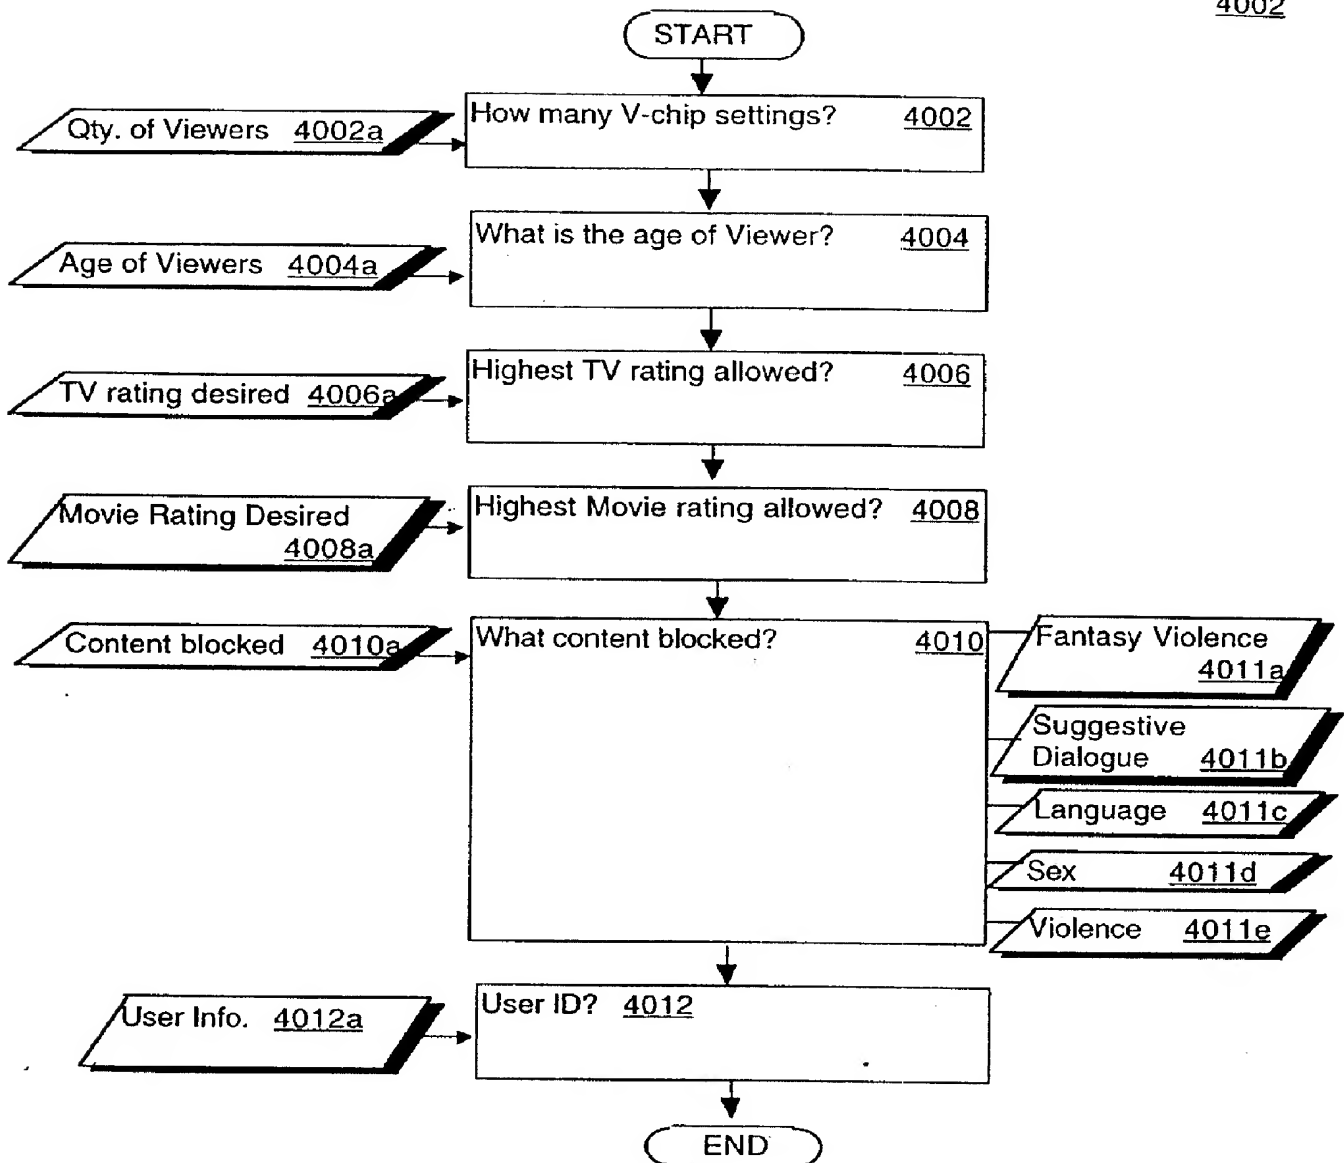 4002
START
How many V-chip settings? 4002
Qty. of Viewers 4002a
What is the age of Viewer? 4004
Age of Viewers 4004a
Highest TV rating allowed? 4006
TV rating desired 4006a
Highest Movie rating allowed? 4008
Movie Rating Desired
4008a
What content blocked? 4010
Content blocked 4010a
Fantasy Violence
4011a
Suggestive
Dialogue 4011b
Language 4011c
Sex 4011d
Violence 4011e
User ID? 4012
User Info. 4012a
END